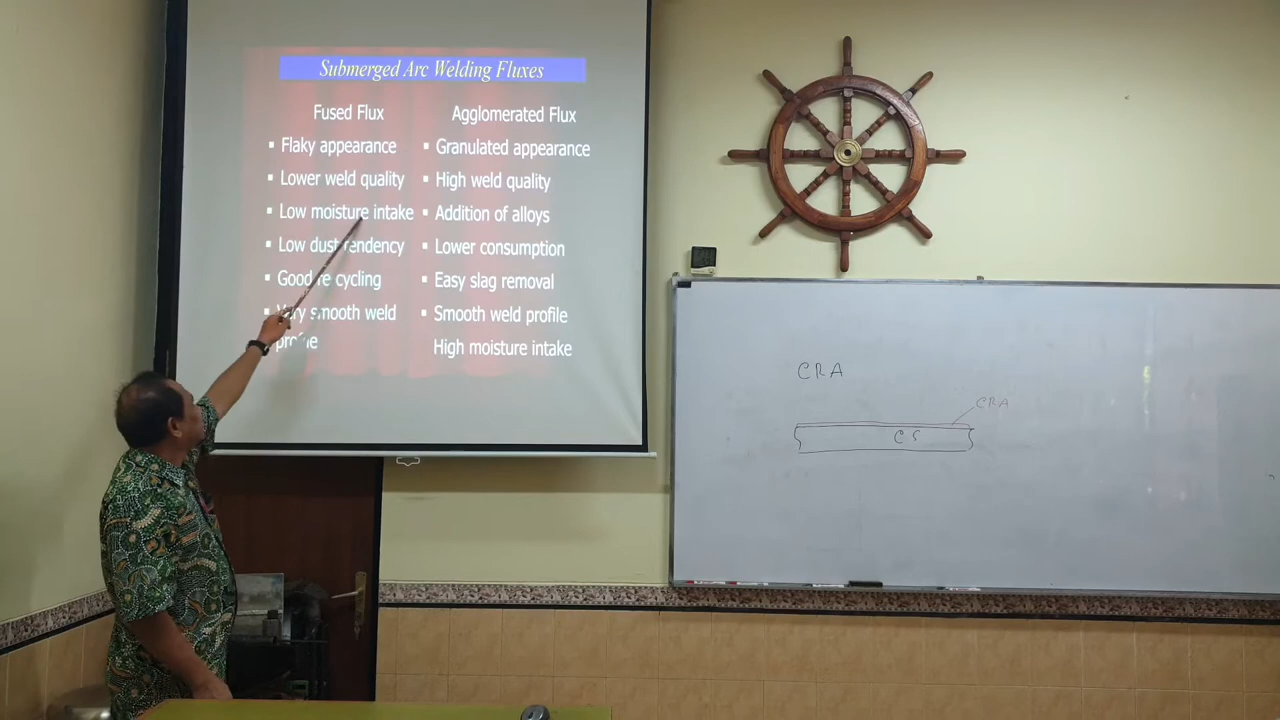 Submerged Arc Welding Fluxes
Fused Flux
▪ Flaky appearance
▪ Lower weld quality
▪ Low moisture intake
▪ Low dust tendency
▪ Good re cycling
▪ Very smooth weld
profile
Agglomerated Flux
▪ Granulated appearance
▪ High weld quality
▪ Addition of alloys
▪ Lower consumption
▪ Easy slag removal
▪ Smooth weld profile
High moisture intake
CRA
CRA
CS